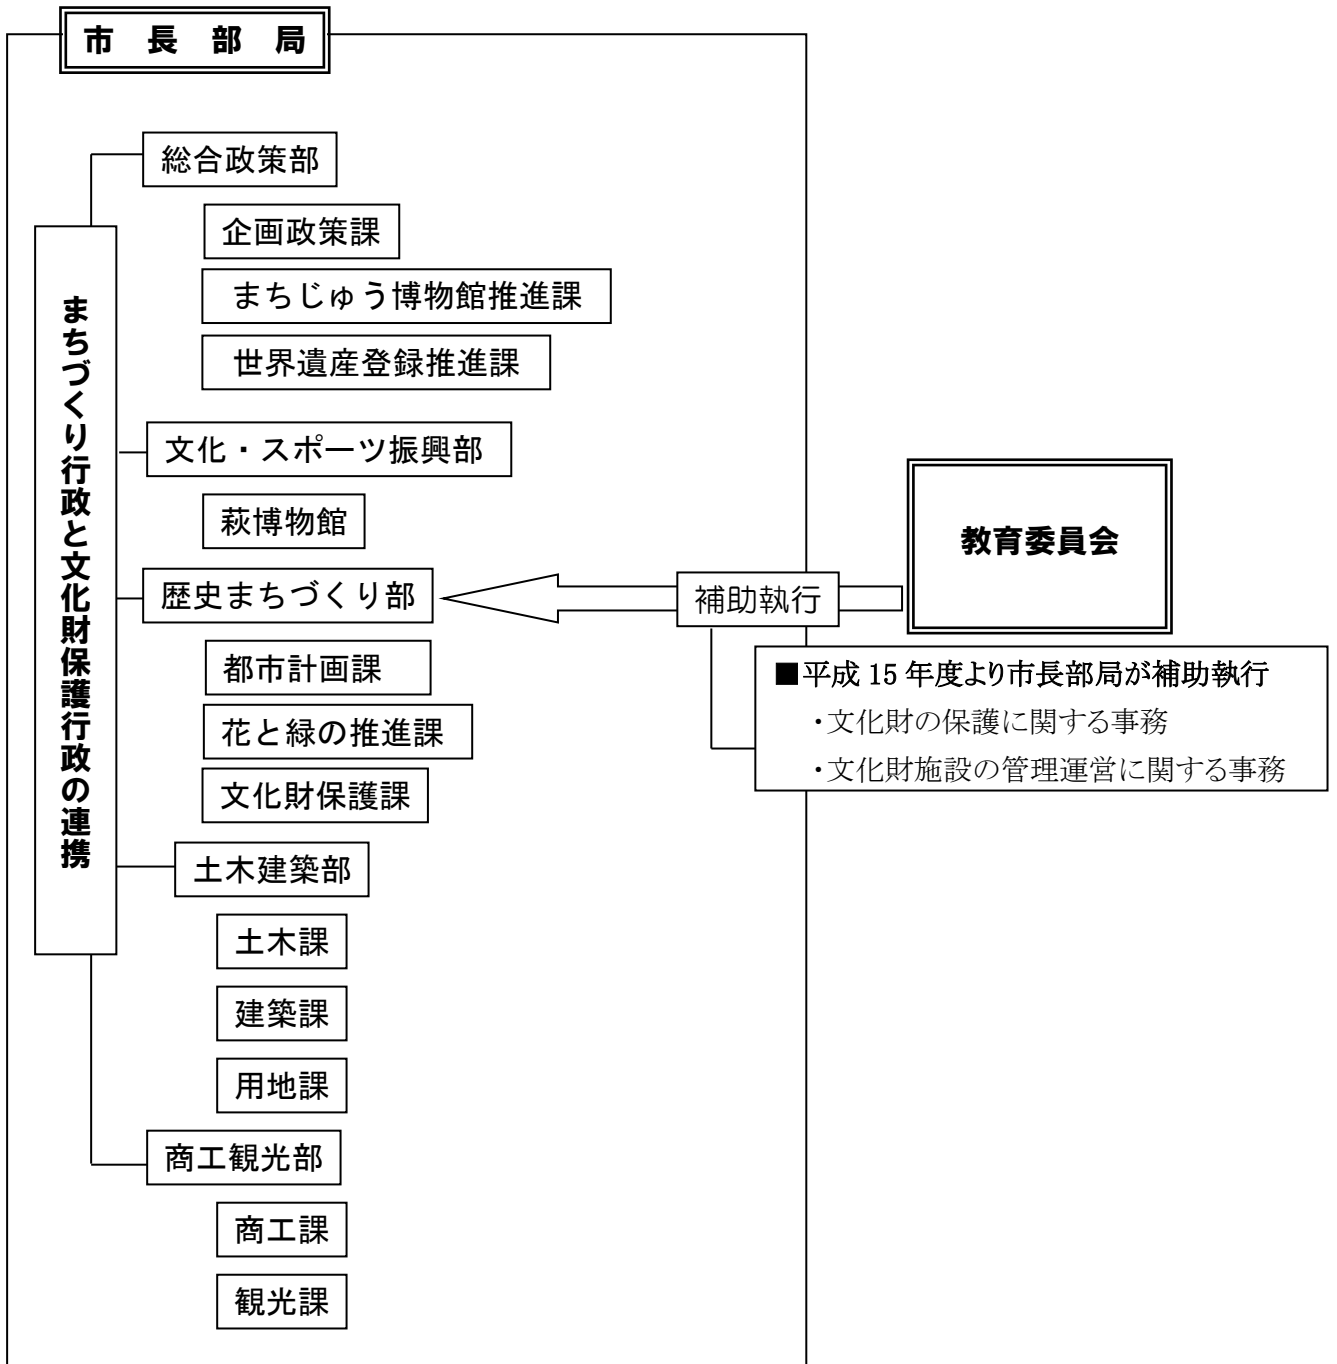 市長部局
総合政策部
企画政策課
まちじゅう博物館推進課
世界遺産登録推進課
まちづくり行政と文化財保護行政の連携
文化・スポーツ振興部
萩博物館
歴史まちづくり部
補助執行
教育委員会
■平成15年度より市長部局が補助執行
・文化財の保護に関する事務
・文化財施設の管理運営に関する事務
都市計画課
花と緑の推進課
文化財保護課
土木建築部
土木課
建築課
用地課
商工観光部
商工課
観光課